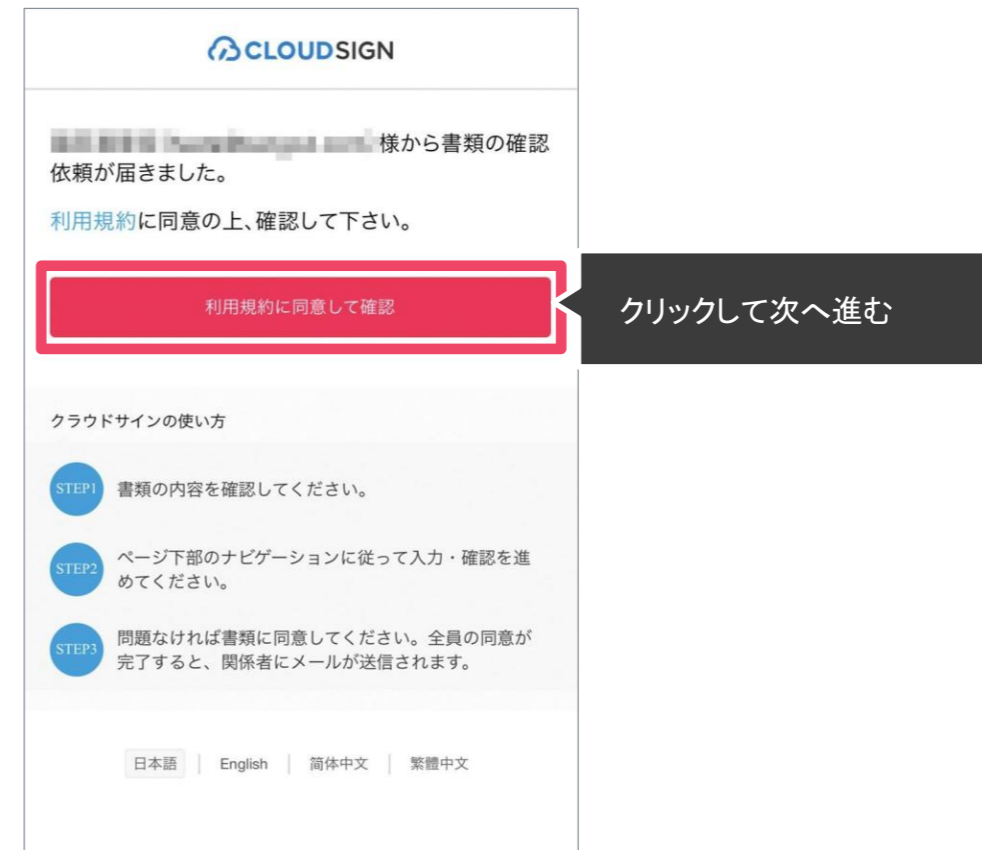 CLOUDSIGN
様から書類の確認
依頼が届きました。
利用規約に同意の上、確認して下さい。
利用規約に同意して確認
クリックして次へ進む
クラウドサインの使い方
STEP1 書類の内容を確認してください。
STEP2 ページ下部のナビゲーションに従って入力・確認を進
めてください。
STEP3 問題なければ書類に同意してください。全員の同意が
完了すると、関係者にメールが送信されます。
日本語 | English | 简体中文 | 繁體中文